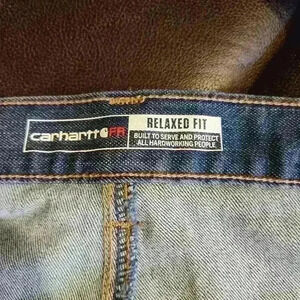 carhartt FR
RELAXED FIT
BUILT TO SERVE AND PROTECT
ALL HARDWORKING PEOPLE